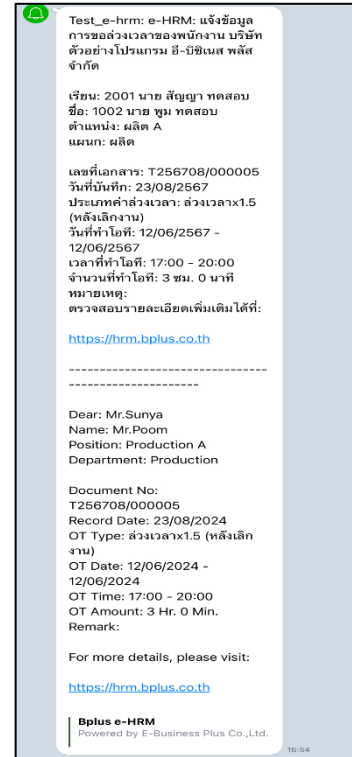 Test_e-hrm: e-HRM: แจ้งข้อมูล
การขอล่วงเวลาของพนักงาน บริษัท
ตัวอย่างโปรแกรม อี-บิซิเนส พลัส
จำกัด
เรียน: 2001 นาย สัญญา ทดสอบ
ชื่อ: 1002 นาย พูม ทดสอบ
ตำแหน่ง: ผลิต A
แผนก: ผลิต
เลขที่เอกสาร: T256708/000005
วันที่บันทึก: 23/08/2567
ประเภทค่าล่วงเวลา: ล่วงเวลาx1.5
(หลังเลิกงาน)
วันที่ทำโอที: 12/06/2567 -
12/06/2567
เวลาที่ทำโอที: 17:00 - 20:00
จำนวนที่ทำโอที: 3 ชม. 0 นาที
หมายเหตุ:
ตรวจสอบรายละเอียดเพิ่มเติมได้ที่:
https://hrm.bplus.co.th
--------------------------------
---------------------
Dear: Mr.Sunya
Name: Mr.Poom
Position: Production A
Department: Production
Document No:
T256708/000005
Record Date: 23/08/2024
OT Type: ล่วงเวลาx1.5 (หลังเลิก
งาน)
OT Date: 12/06/2024 -
12/06/2024
OT Time: 17:00 - 20:00
OT Amount: 3 Hr. 0 Min.
Remark:
For more details, please visit:
https://hrm.bplus.co.th
Bplus e-HRM
Powered by E-Business Plus Co.,Ltd.
16:54